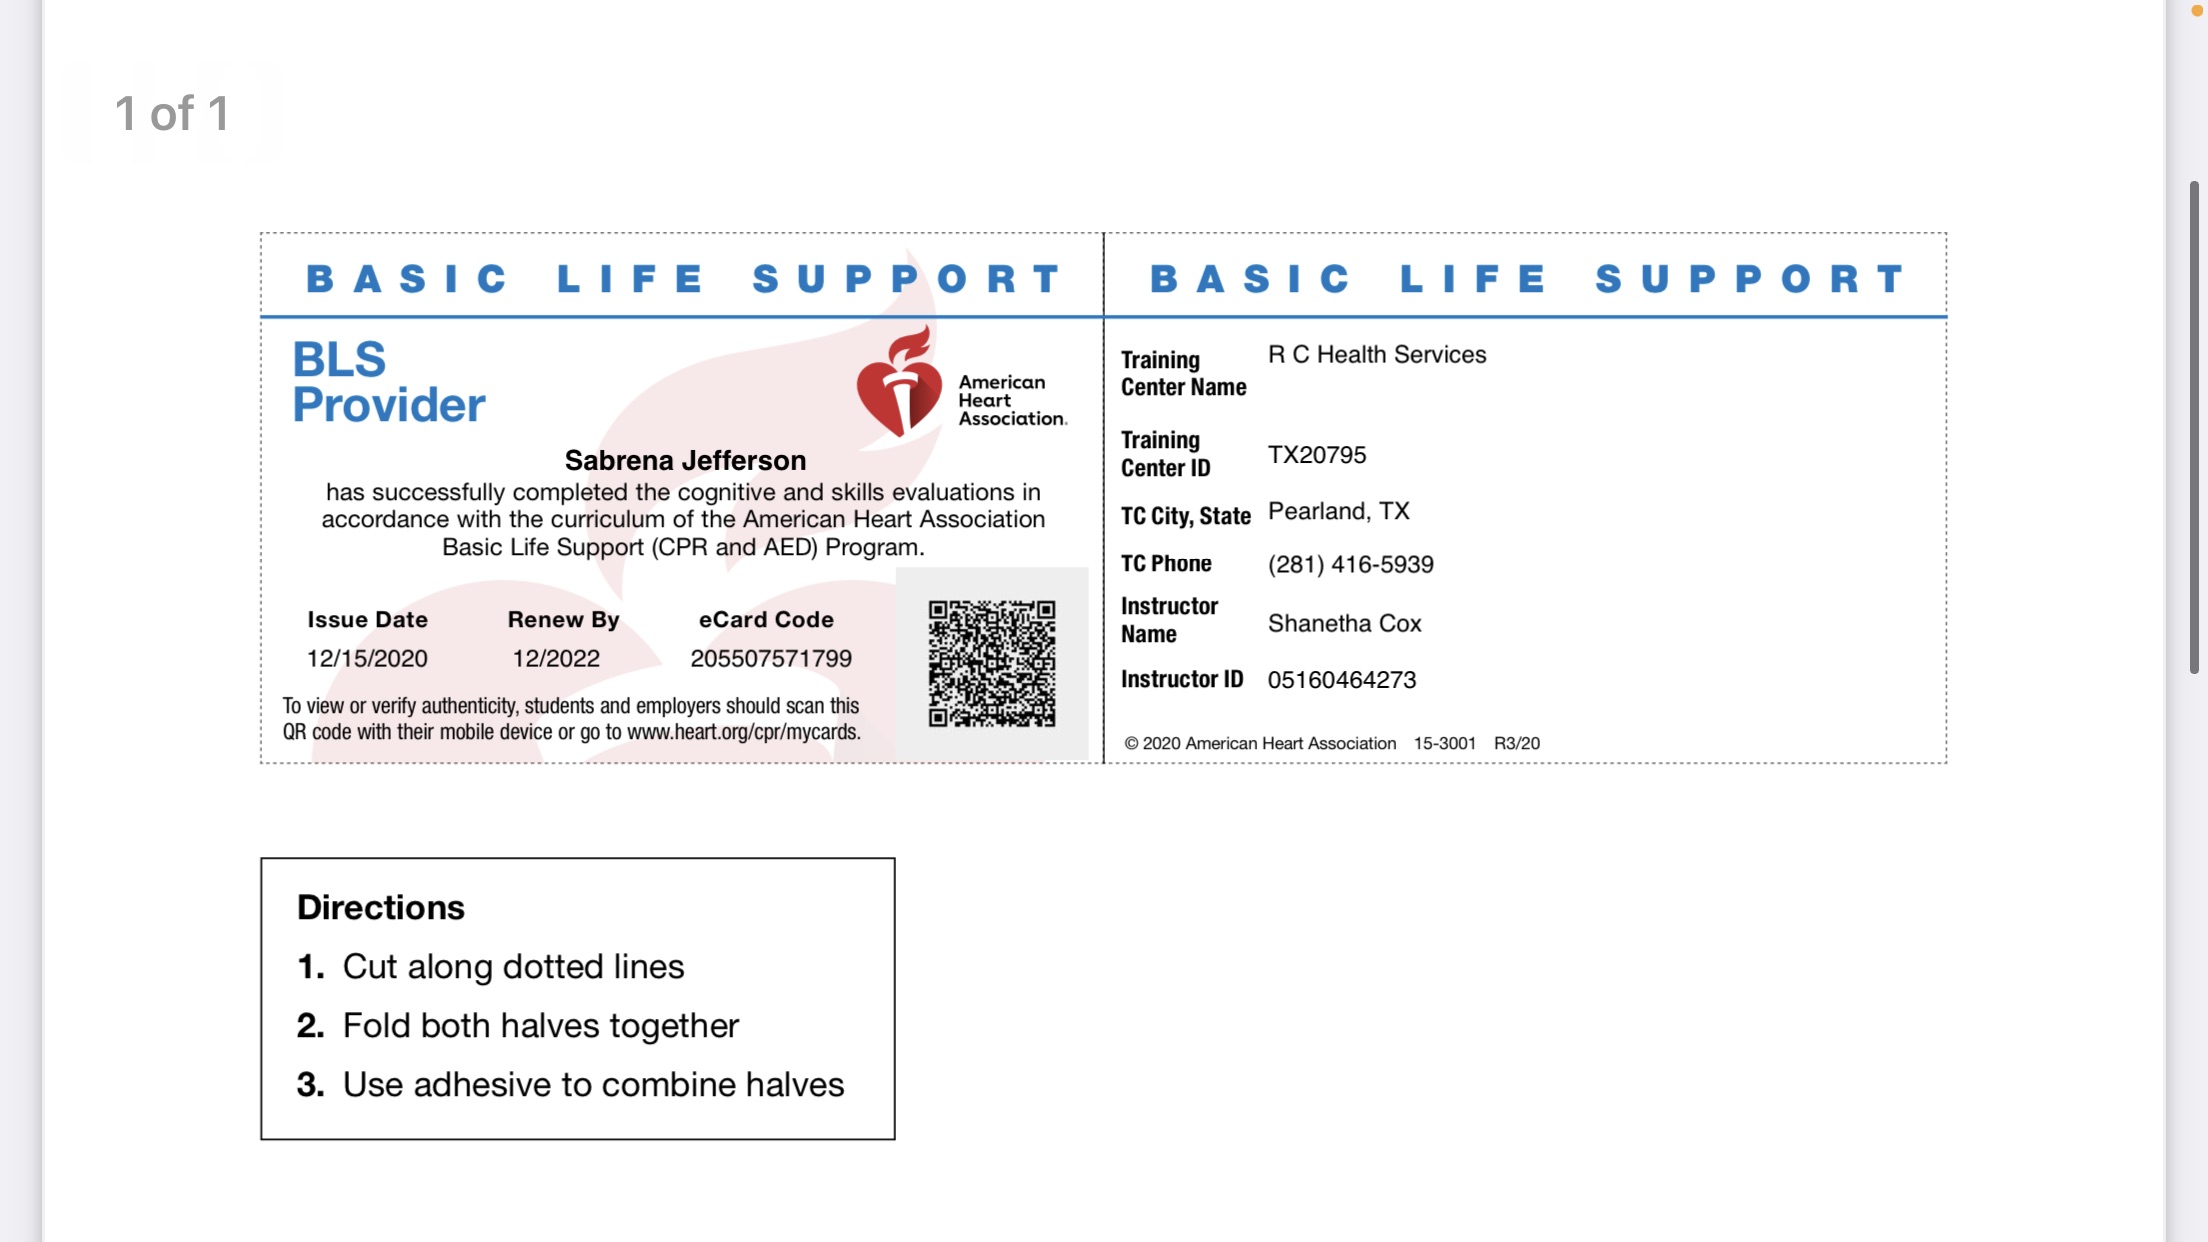 1 of 1
BASIC LIFE SUPPORT
BLS
Provider
American
Heart
Association.
Sabrena Jefferson
has successfully completed the cognitive and skills evaluations in
accordance with the curriculum of the American Heart Association
Basic Life Support (CPR and AED) Program.
Issue Date Renew By eCard Code
12/15/2020 12/2022 205507571799
To view or verify authenticity, students and employers should scan this
QR code with their mobile device or go to www.heart.org/cpr/mycards.
BASIC LIFE SUPPORT
Training
Center Name R C Health Services
Training
Center ID TX20795
TC City, State Pearland, TX
TC Phone (281) 416-5939
Instructor
Name Shanetha Cox
Instructor ID 05160464273
© 2020 American Heart Association 15-3001 R3/20
Directions
1. Cut along dotted lines
2. Fold both halves together
3. Use adhesive to combine halves